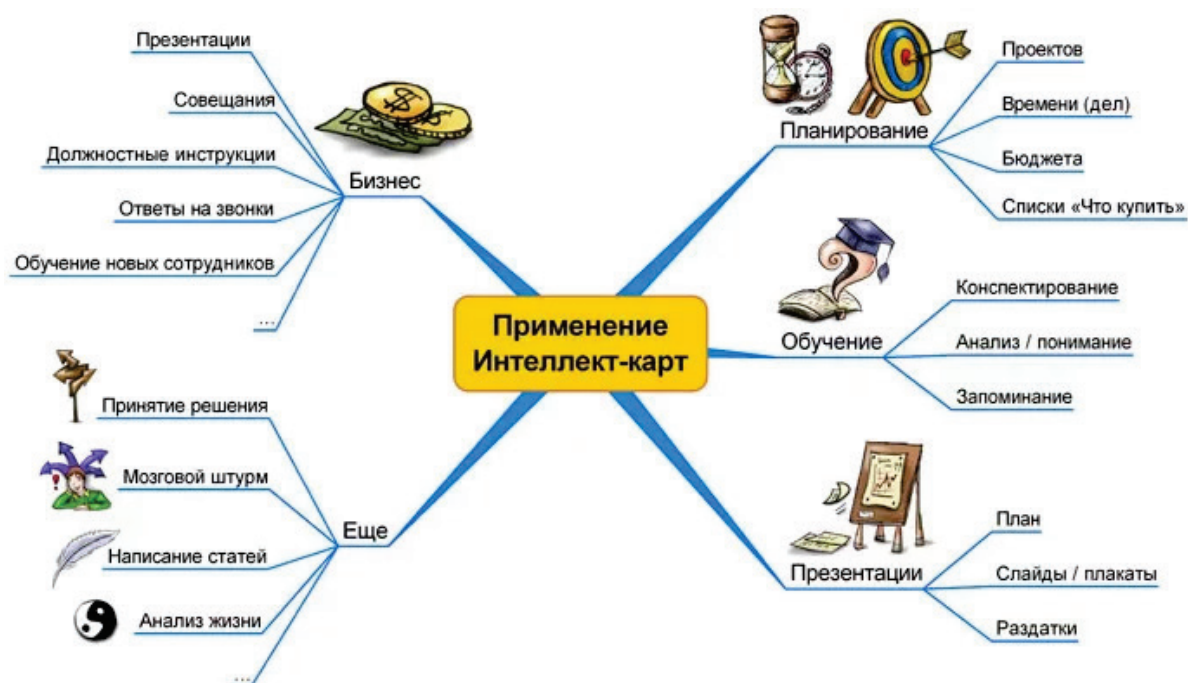 Применение
Интеллект-карт
Планирование
Проектов
Времени (дел)
Бюджета
Списки «Что купить»
Обучение
Конспектирование
Анализ / понимание
Запоминание
Презентации
План
Слайды / плакаты
Раздатки
Бизнес
Презентации
Совещания
Должностные инструкции
Ответы на звонки
Обучение новых сотрудников
...
Еще
Принятие решения
Мозговой штурм
Написание статей
Анализ жизни
...